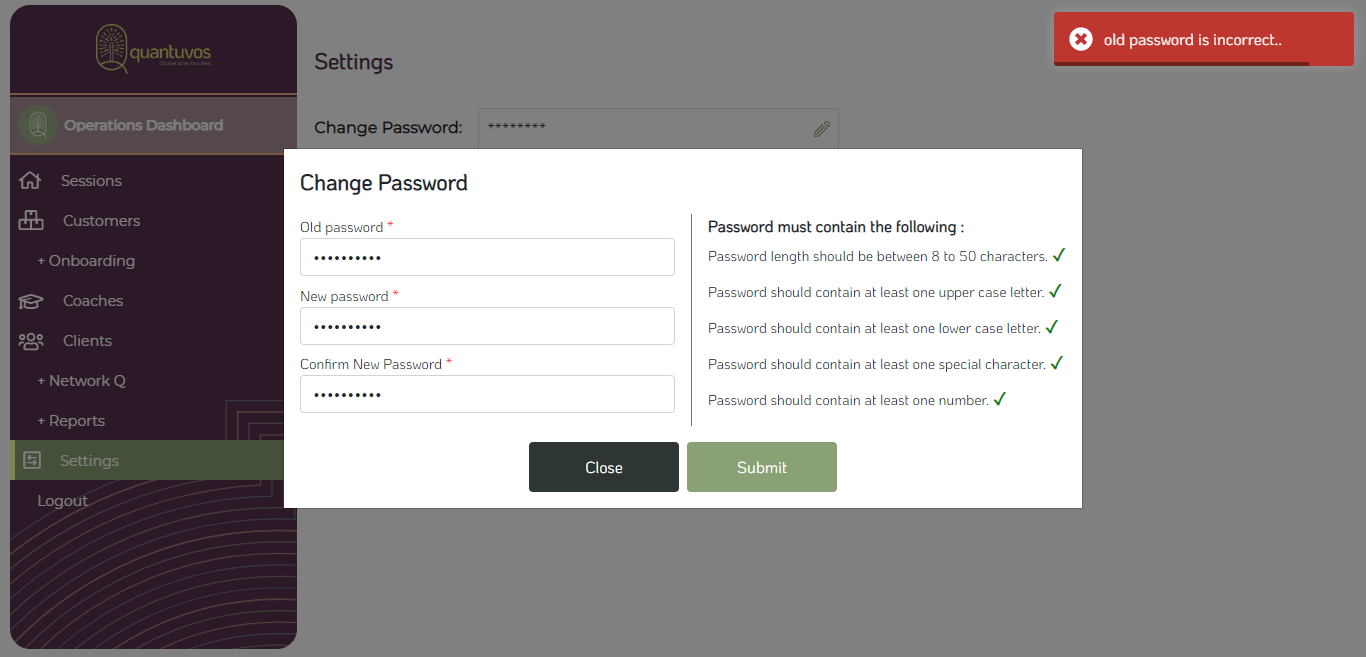 quantuvos
Choose to be Your Best
Operations Dashboard
Sessions
Customers
+ Onboarding
Coaches
Clients
+ Network Q
+ Reports
Settings
Logout
Settings
Change Password: ********
old password is incorrect..
Change Password
Old password *
••••••••••
New password *
••••••••••
Confirm New Password *
••••••••••
Password must contain the following :
Password length should be between 8 to 50 characters. ✓
Password should contain at least one upper case letter. ✓
Password should contain at least one lower case letter. ✓
Password should contain at least one special character. ✓
Password should contain at least one number. ✓
Close
Submit